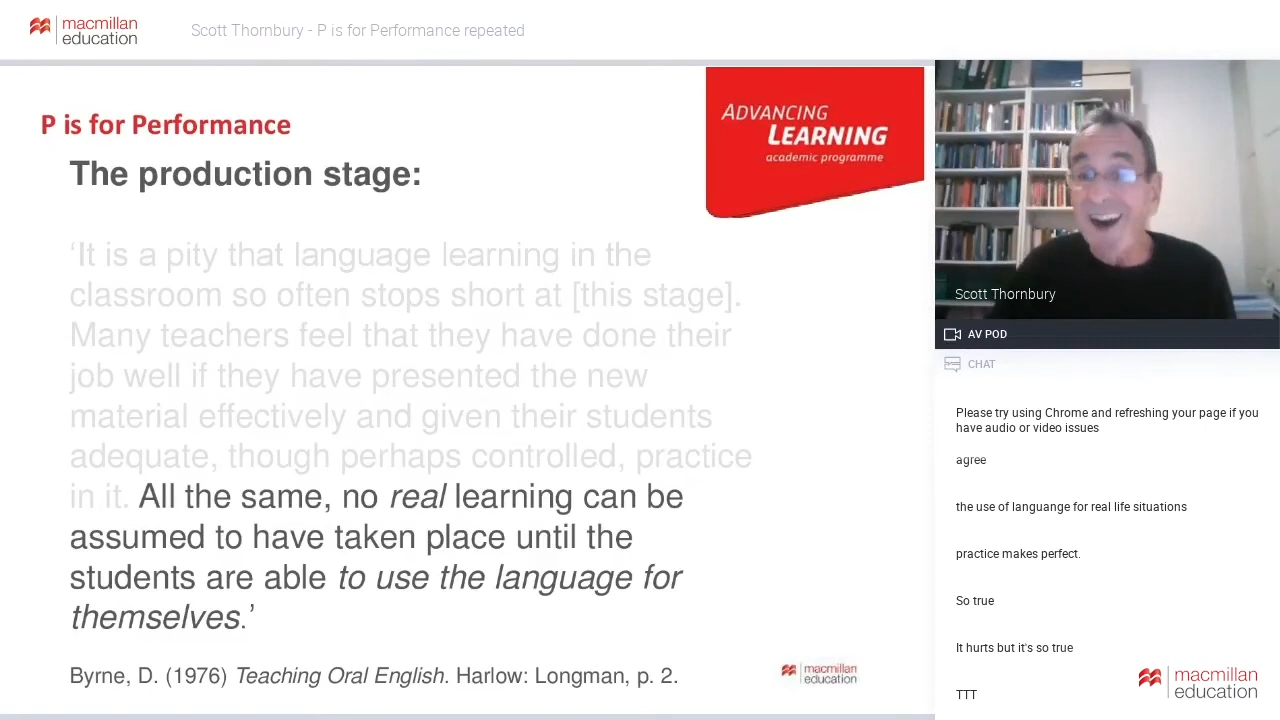 macmillan
education
Scott Thornbury - P is for Performance repeated
P is for Performance
ADVANCING
LEARNING
academic programme
The production stage:
‘It is a pity that language learning in the
classroom so often stops short at [this stage].
Many teachers feel that they have done their
job well if they have presented the new
material effectively and given their students
adequate, though perhaps controlled, practice
in it. All the same, no real learning can be
assumed to have taken place until the
students are able to use the language for
themselves.’
Byrne, D. (1976) Teaching Oral English. Harlow: Longman, p. 2.
macmillan
education
Scott Thornbury
AV POD
CHAT
Please try using Chrome and refreshing your page if you
have audio or video issues
agree
the use of languange for real life situations
practice makes perfect.
So true
It hurts but it's so true
TTT
macmillan
education